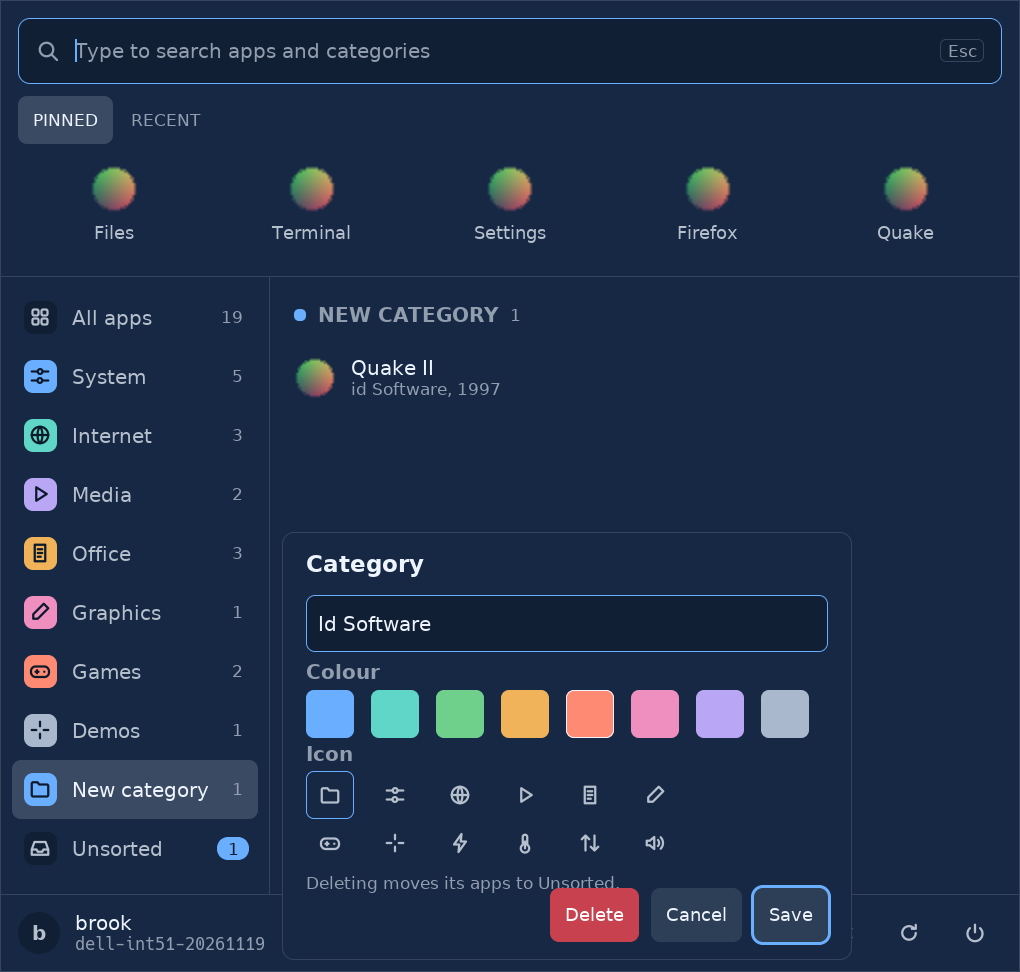 Type to search apps and categories
Esc
PINNED
RECENT
Files
Terminal
Settings
Firefox
Quake
All apps 19
System 5
Internet 3
Media 2
Office 3
Graphics 1
Games 2
Demos 1
New category 1
Unsorted 1
NEW CATEGORY 1
Quake II
id Software, 1997
Category
Id Software
Colour
Icon
Deleting moves its apps to Unsorted.
Delete
Cancel
Save
b
brook
dell-int51-20261119